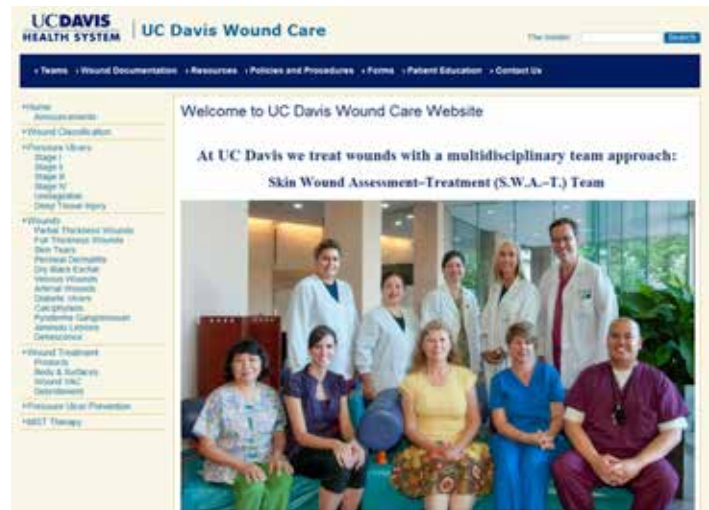 UCDAVIS
HEALTH SYSTEM
UC Davis Wound Care
Search
Teams
Wound Documentation
Resources
Policies and Procedures
Forms
Patient Education
Contact Us
Home
Announcements
Wound Classification
Pressure Ulcers
Stage I
Stage II
Stage III
Stage IV
Unstageable
Deep Tissue Injury
Wounds
Partial Thickness Wounds
Full Thickness Wounds
Skin Tears
Perineal Dermatitis
Dry Black Eschar
Venous Wounds
Arterial Wounds
Diabetic Ulcers
Calciphylaxis
Pyoderma Gangrenosum
Dehiscence
Wound Treatment
Products
Wound VAC
Debridement
Pressure Ulcer Prevention
MIST Therapy
Welcome to UC Davis Wound Care Website
At UC Davis we treat wounds with a multidisciplinary team approach:
Skin Wound Assessment–Treatment (S.W.A.–T.) Team